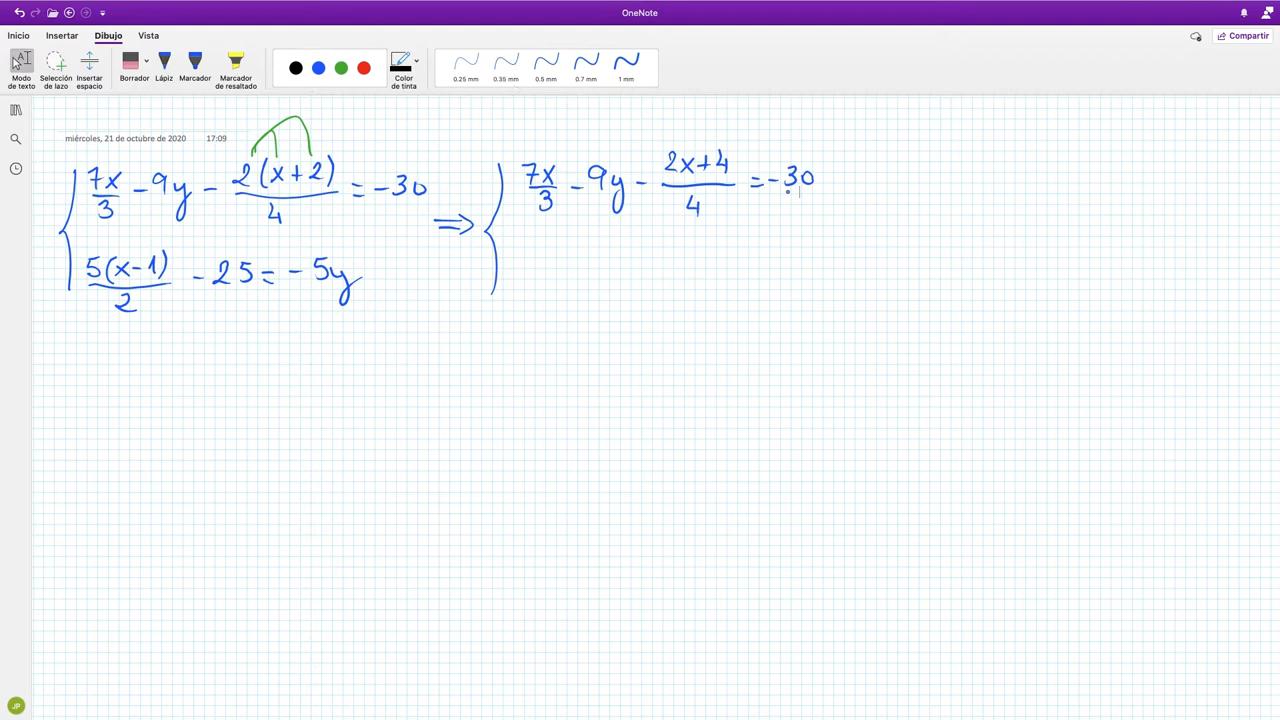 OneNote
Inicio Insertar Dibujo Vista
Compartir
Modo de texto
Selección de lazo
Insertar espacio
Borrador
Lápiz
Marcador
Marcador de resaltado
Color de tinta
0.25 mm 0.35 mm 0.5 mm 0.7 mm 1 mm
miércoles, 21 de octubre de 2020 17:09
{ 7x/3 - 9y - 2(x+2)/4 = -30
5(x-1)/2 - 25 = -5y
⇒ { 7x/3 - 9y - 2x+4/4 = -30
JP